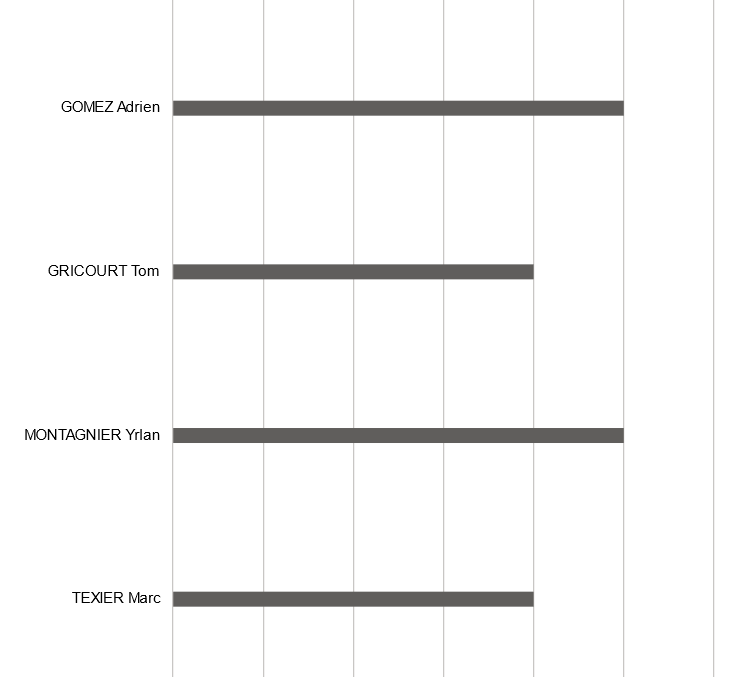 GOMEZ Adrien
GRICOURT Tom
MONTAGNIER Yrlan
TEXIER Marc